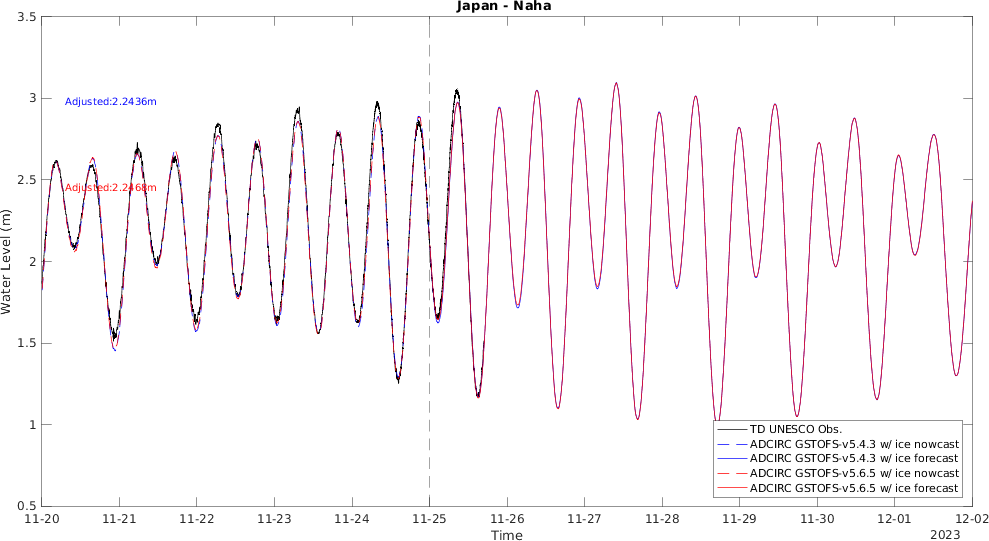 Japan - Naha
3.5
3
2.5
2
1.5
1
0.5
Water Level (m)
Adjusted:2.2436m
Adjusted:2.2468m
TD UNESCO Obs.
ADCIRC GSTOFS-v5.4.3 w/ ice nowcast
ADCIRC GSTOFS-v5.4.3 w/ ice forecast
ADCIRC GSTOFS-v5.6.5 w/ ice nowcast
ADCIRC GSTOFS-v5.6.5 w/ ice forecast
11-20 11-21 11-22 11-23 11-24 11-25 11-26 11-27 11-28 11-29 11-30 12-01 12-02
Time
2023